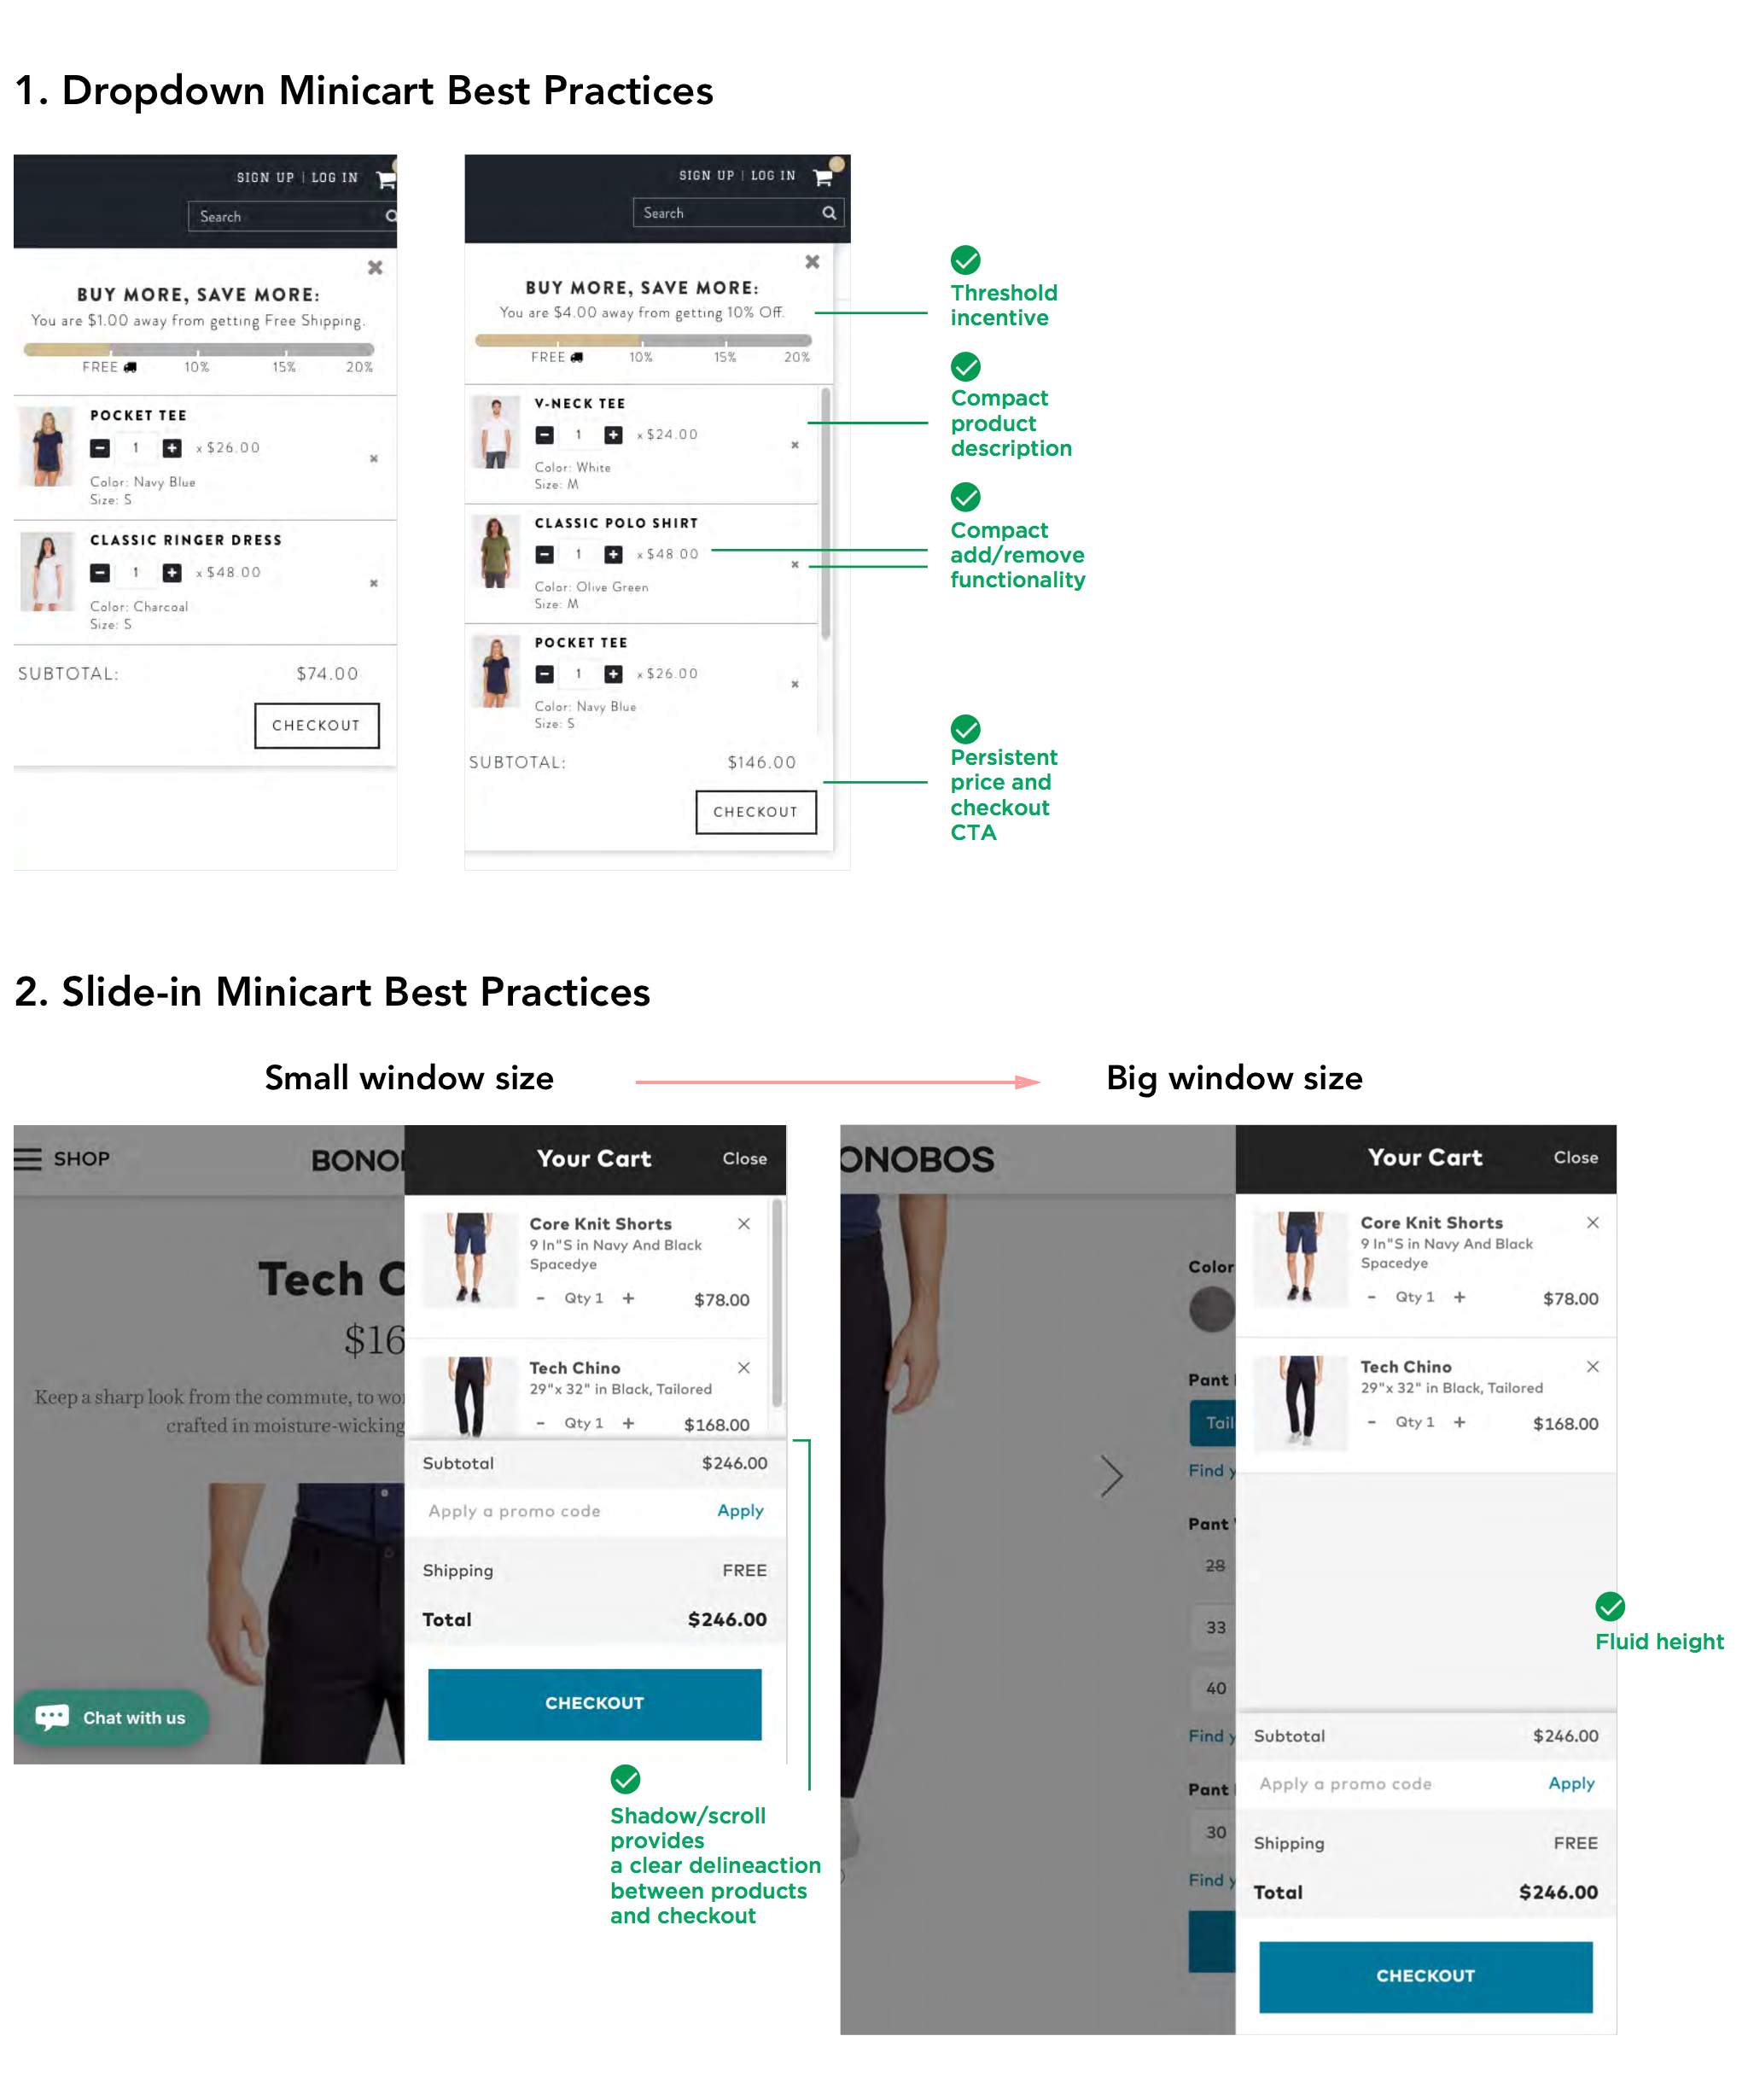 1. Dropdown Minicart Best Practices
SIGN UP | LOG IN
Search
BUY MORE, SAVE MORE:
You are $1.00 away from getting Free Shipping.
FREE 10% 15% 20%
POCKET TEE
- 1 + x $26.00
Color: Navy Blue
Size: S
CLASSIC RINGER DRESS
- 1 + x $48.00
Color: Charcoal
Size: S
SUBTOTAL: $74.00
CHECKOUT
SIGN UP | LOG IN
Search
BUY MORE, SAVE MORE:
You are $4.00 away from getting 10% Off.
FREE 10% 15% 20%
V-NECK TEE
- 1 + x $24.00
Color: White
Size: M
CLASSIC POLO SHIRT
- 1 + x $48.00
Color: Olive Green
Size: M
POCKET TEE
- 1 + x $26.00
Color: Navy Blue
Size: S
SUBTOTAL: $146.00
CHECKOUT
Threshold
incentive
Compact
product
description
Compact
add/remove
functionality
Persistent
price and
checkout
CTA
2. Slide-in Minicart Best Practices
Small window size
Big window size
SHOP
BONO
Tech C
$16
Keep a sharp look from the commute, to wo
crafted in moisture-wicking
Chat with us
Your Cart Close
Core Knit Shorts
9 In"S in Navy And Black
Spacedye
- Qty 1 + $78.00
Tech Chino
29"x 32" in Black, Tailored
- Qty 1 + $168.00
Subtotal $246.00
Apply a promo code Apply
Shipping FREE
Total $246.00
CHECKOUT
Shadow/scroll
provides
a clear delineaction
between products
and checkout
ONOBOS
Color
Pant
Tail
Find y
Pant
28
33
40
Find y
Pant
30
Find y
Your Cart Close
Core Knit Shorts
9 In"S in Navy And Black
Spacedye
- Qty 1 + $78.00
Tech Chino
29"x 32" in Black, Tailored
- Qty 1 + $168.00
Subtotal $246.00
Apply a promo code Apply
Shipping FREE
Total $246.00
CHECKOUT
Fluid height